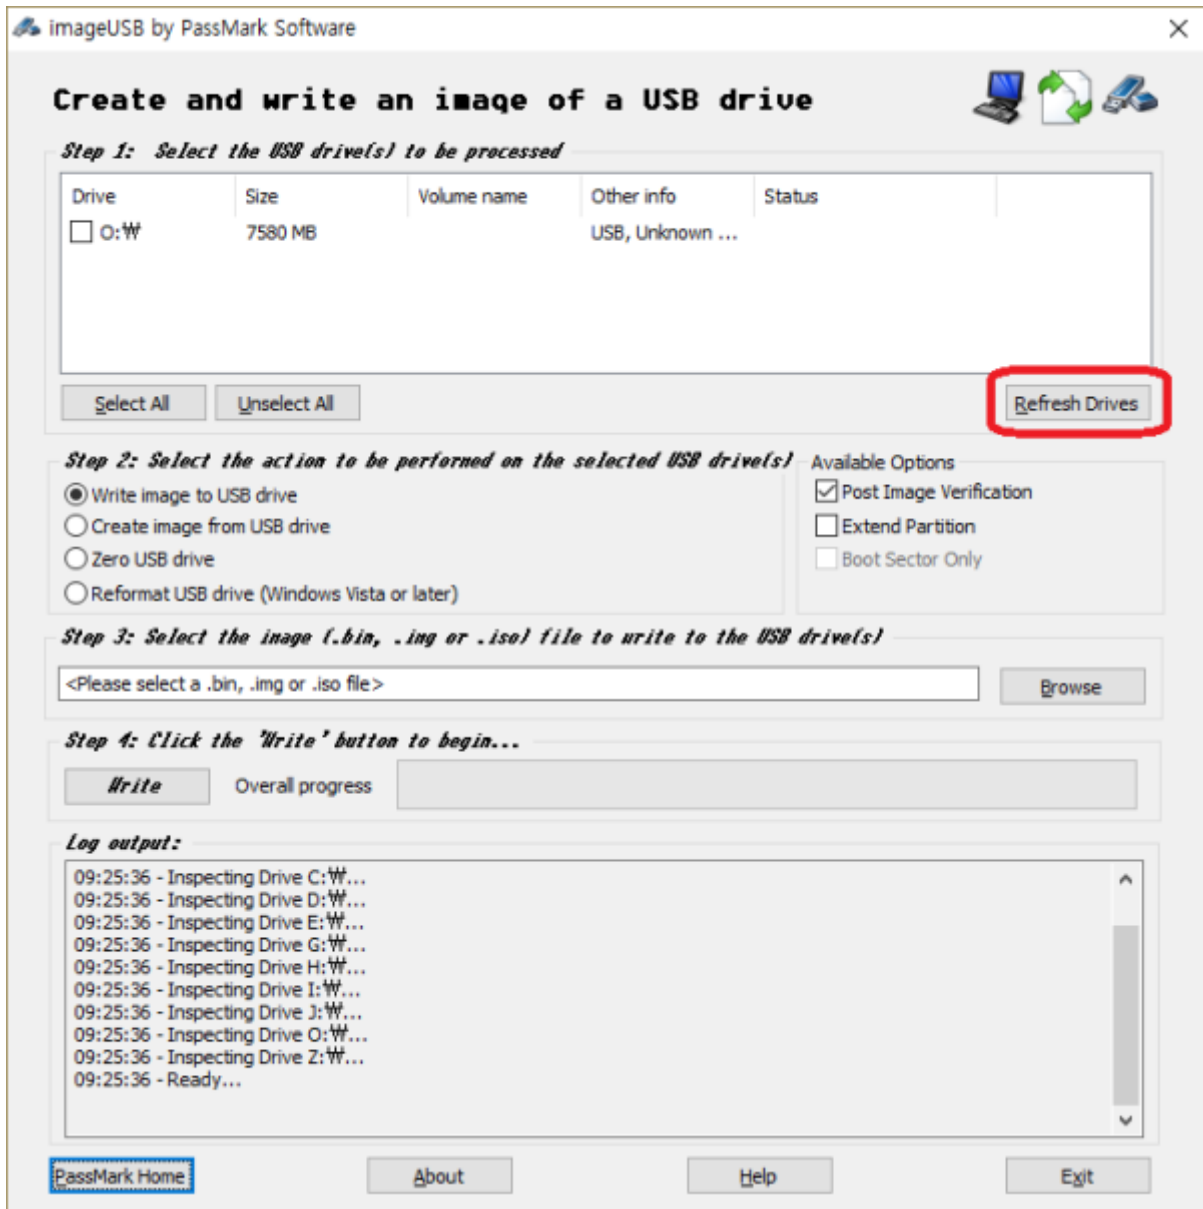 imageUSB by PassMark Software
Create and write an image of a USB drive
Step 1: Select the USB drive(s) to be processed
Drive Size Volume name Other info Status
O:₩ 7580 MB USB, Unknown ...
Select All Unselect All Refresh Drives
Step 2: Select the action to be performed on the selected USB drive(s) Available Options
Write image to USB drive Post Image Verification
Create image from USB drive Extend Partition
Zero USB drive Boot Sector Only
Reformat USB drive (Windows Vista or later)
Step 3: Select the image (.bin, .img or .iso) file to write to the USB drive(s)
<Please select a .bin, .img or .iso file> Browse
Step 4: Click the 'Write' button to begin...
Write Overall progress
Log output:
09:25:36 - Inspecting Drive C:₩...
09:25:36 - Inspecting Drive D:₩...
09:25:36 - Inspecting Drive E:₩...
09:25:36 - Inspecting Drive G:₩...
09:25:36 - Inspecting Drive H:₩...
09:25:36 - Inspecting Drive I:₩...
09:25:36 - Inspecting Drive J:₩...
09:25:36 - Inspecting Drive O:₩...
09:25:36 - Inspecting Drive Z:₩...
09:25:36 - Ready...
PassMark Home About Help Exit